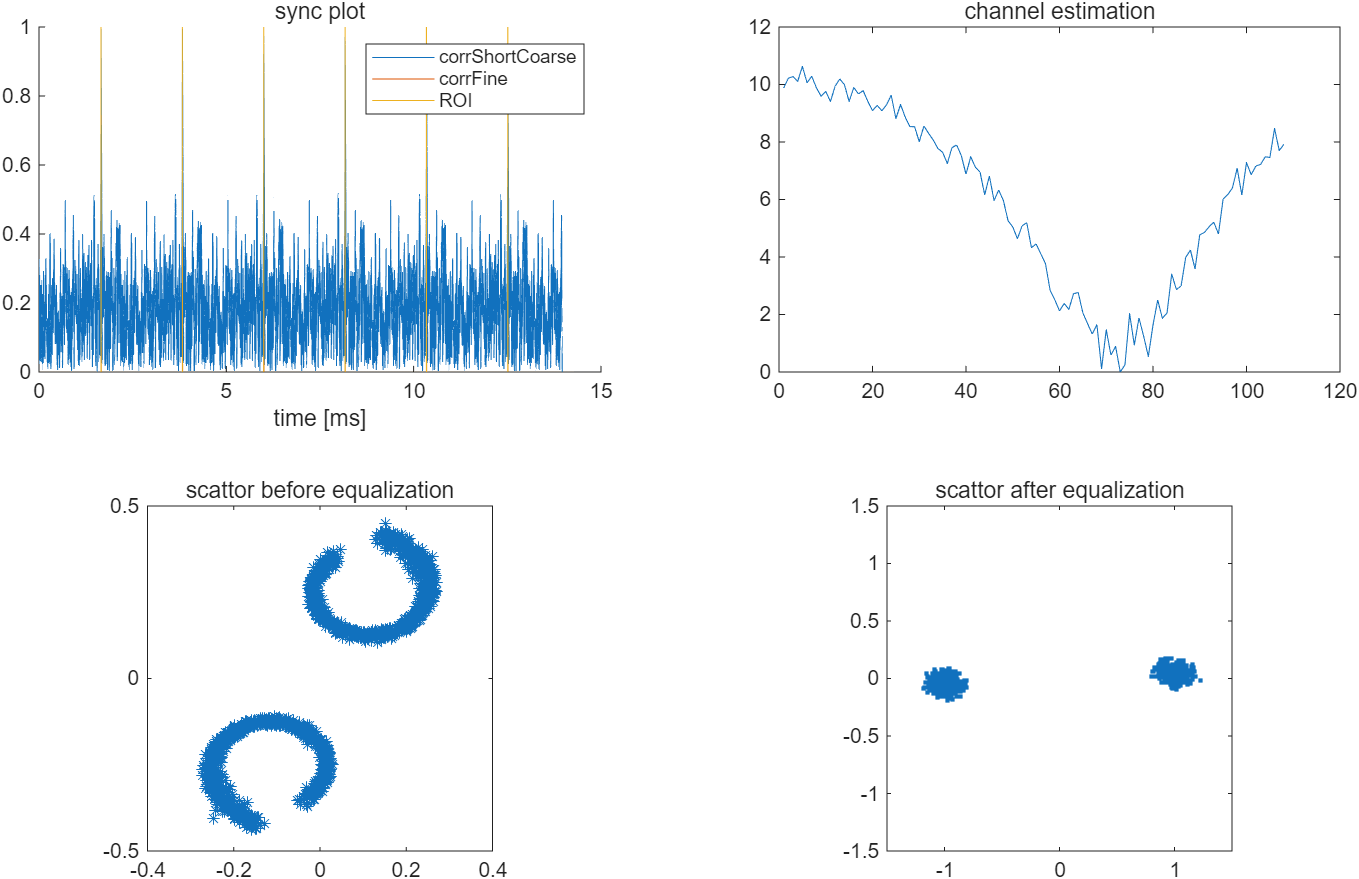 sync plot
1
0.8
0.6
0.4
0.2
0
0 5 10 15
time [ms]
corrShortCoarse
corrFine
ROI
channel estimation
12
10
8
6
4
2
0
0 20 40 60 80 100 120
scattor before equalization
0.5
0
-0.5
-0.4 -0.2 0 0.2 0.4
scattor after equalization
1.5
1
0.5
0
-0.5
-1
-1.5
-1 0 1